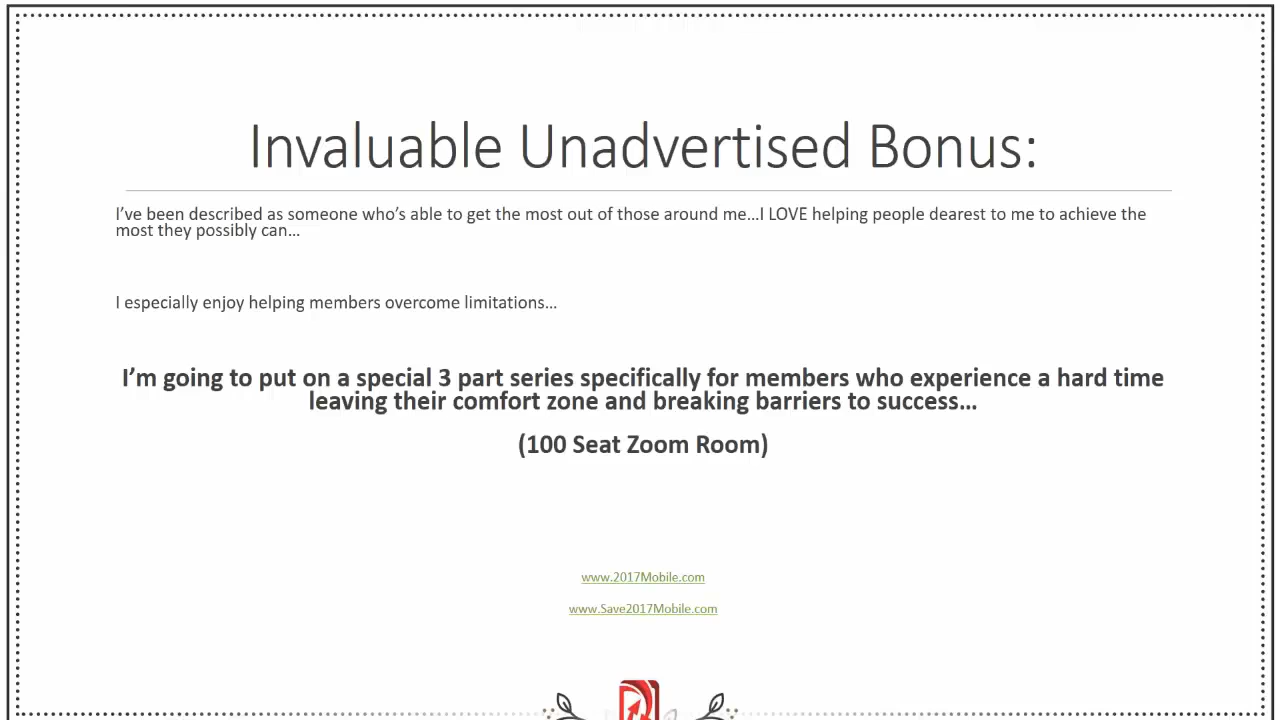 Invaluable Unadvertised Bonus:
I’ve been described as someone who’s able to get the most out of those around me…I LOVE helping people dearest to me to achieve the
most they possibly can…
I especially enjoy helping members overcome limitations…
I’m going to put on a special 3 part series specifically for members who experience a hard time
leaving their comfort zone and breaking barriers to success…
(100 Seat Zoom Room)
www.2017Mobile.com
www.Save2017Mobile.com